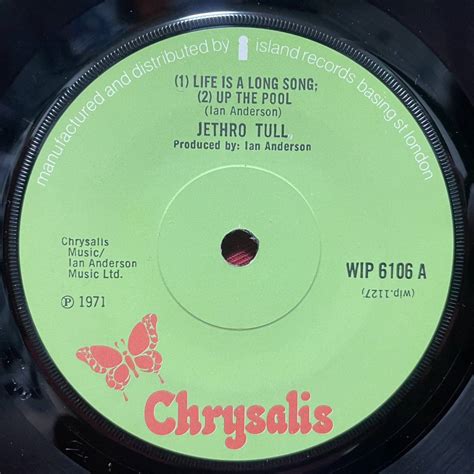 manufactured and distributed by i island records basing st london
(1) LIFE IS A LONG SONG;
(2) UP THE POOL
(Ian Anderson)
JETHRO TULL
Produced by: Ian Anderson
Chrysalis
Music/
Ian Anderson
Music Ltd.
WIP 6106 A
(wip.1127)
℗ 1971
Chrysalis